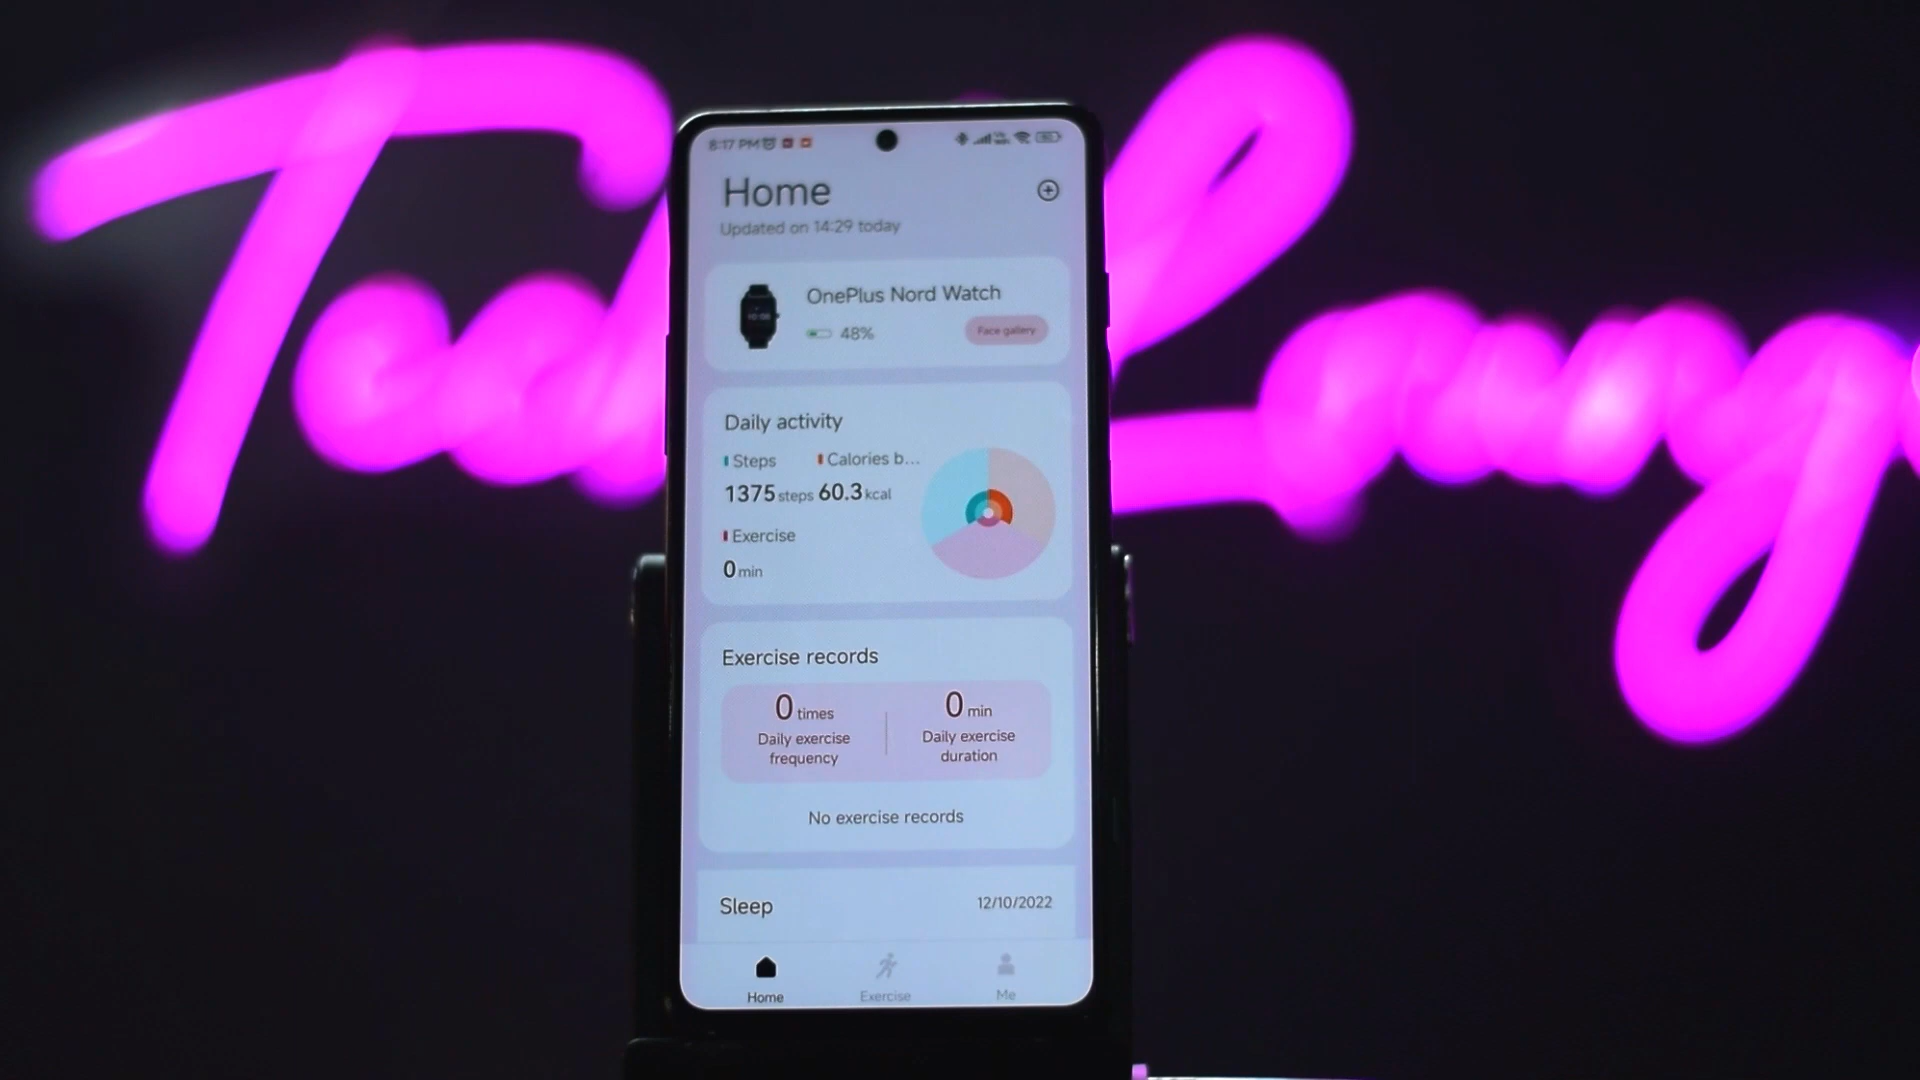 8:17 PM
Home
Updated on 14:29 today
OnePlus Nord Watch
48%
Face gallery
Daily activity
Steps
Calories b...
1375 steps 60.3 kcal
Exercise
0 min
Exercise records
0 times
Daily exercise
frequency
0 min
Daily exercise
duration
No exercise records
Sleep
12/10/2022
Home
Exercise
Me